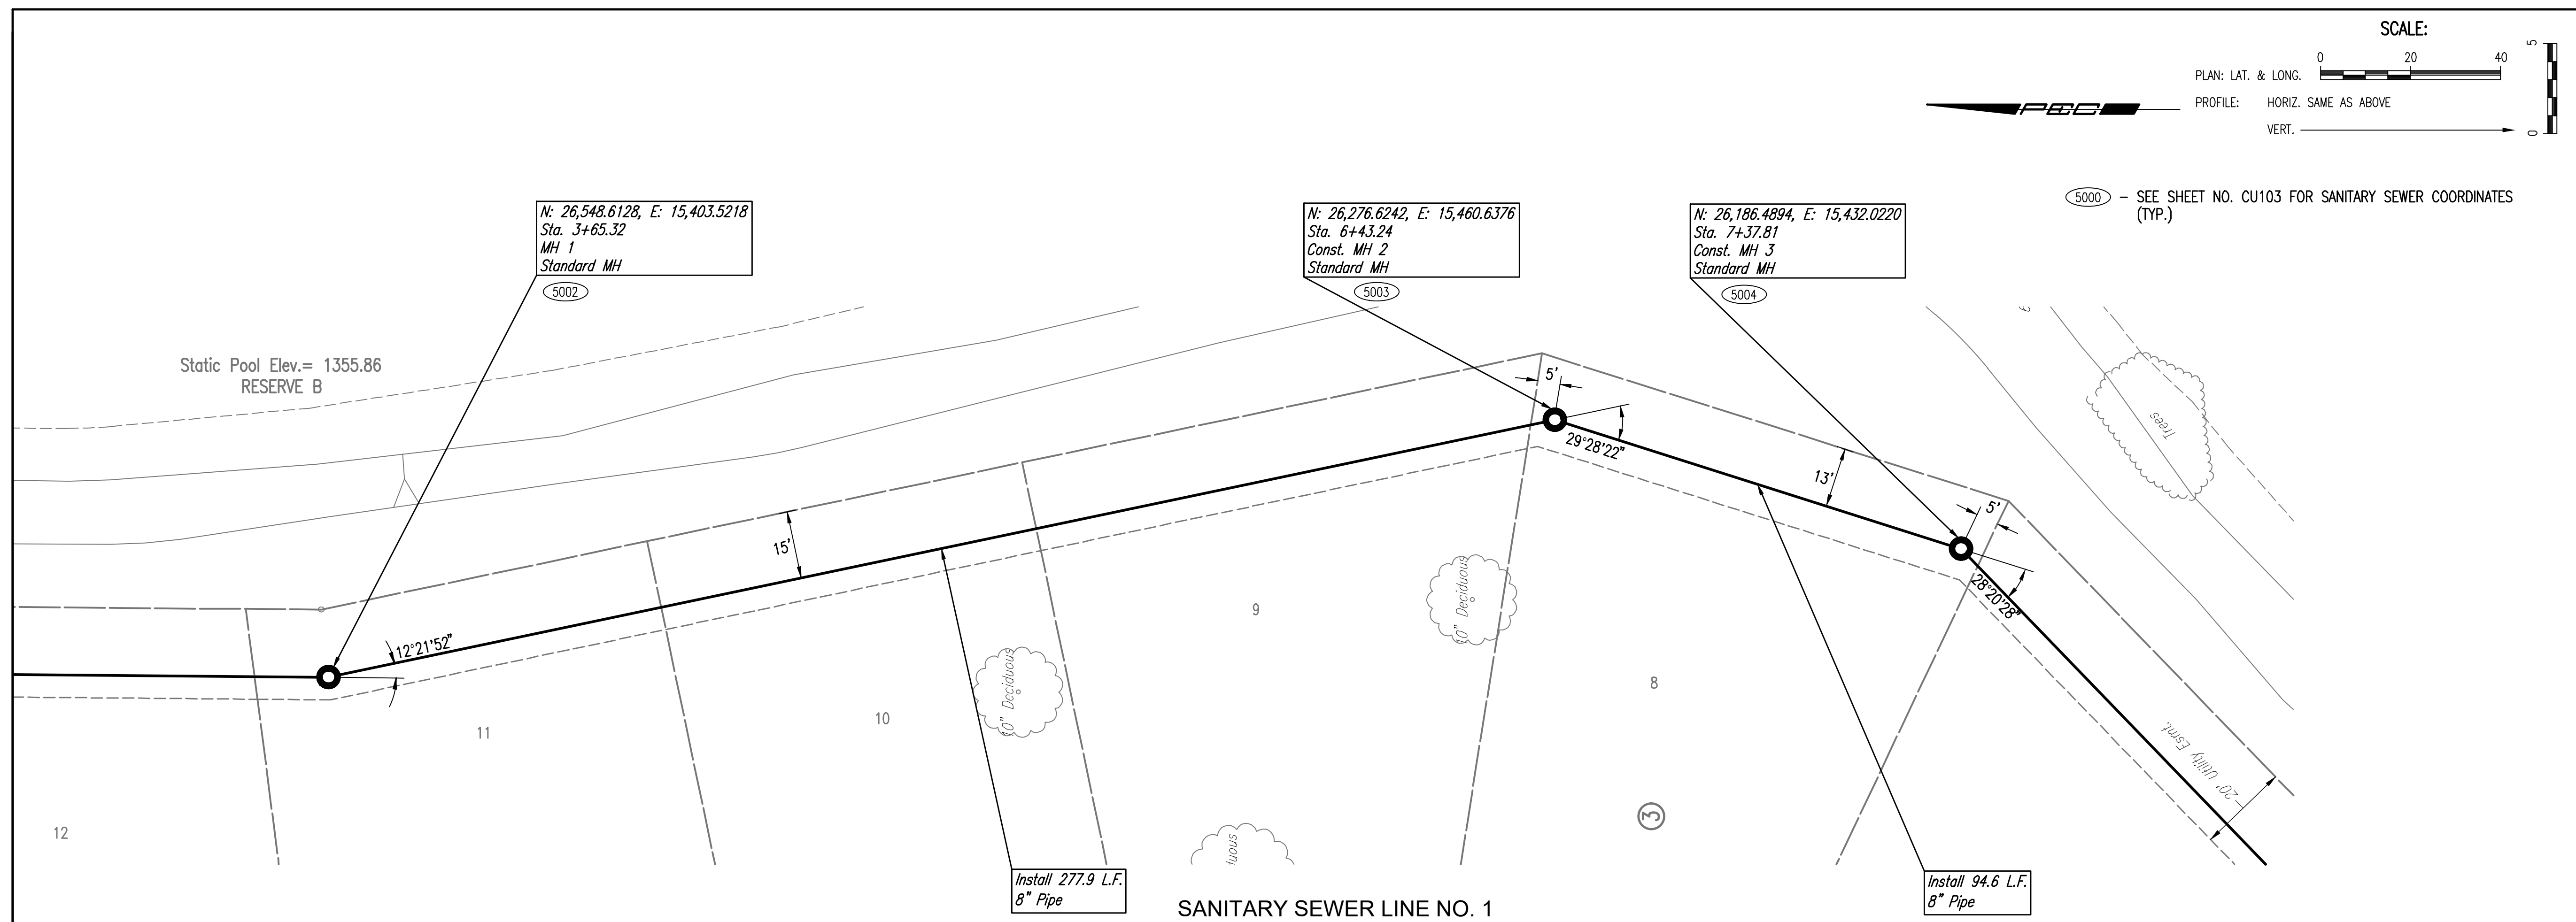 SCALE:
0 20 40
5
0
PLAN: LAT. & LONG.
PROFILE: HORIZ. SAME AS ABOVE
VERT.
PEC
5000 – SEE SHEET NO. CU103 FOR SANITARY SEWER COORDINATES
(TYP.)
N: 26,548.6128, E: 15,403.5218
Sta. 3+65.32
MH 1
Standard MH
5002
N: 26,276.6242, E: 15,460.6376
Sta. 6+43.24
Const. MH 2
Standard MH
5003
N: 26,186.4894, E: 15,432.0220
Sta. 7+37.81
Const. MH 3
Standard MH
5004
Static Pool Elev.= 1355.86
RESERVE B
5'
29°28'22"
13'
5'
28°20'28"
Trees
15'
12°21'52"
10" Deciduous
10" Deciduous
tuous
12
11
10
9
8
3
20' Utility Esmt.
Install 277.9 L.F.
8" Pipe
Install 94.6 L.F.
8" Pipe
SANITARY SEWER LINE NO. 1